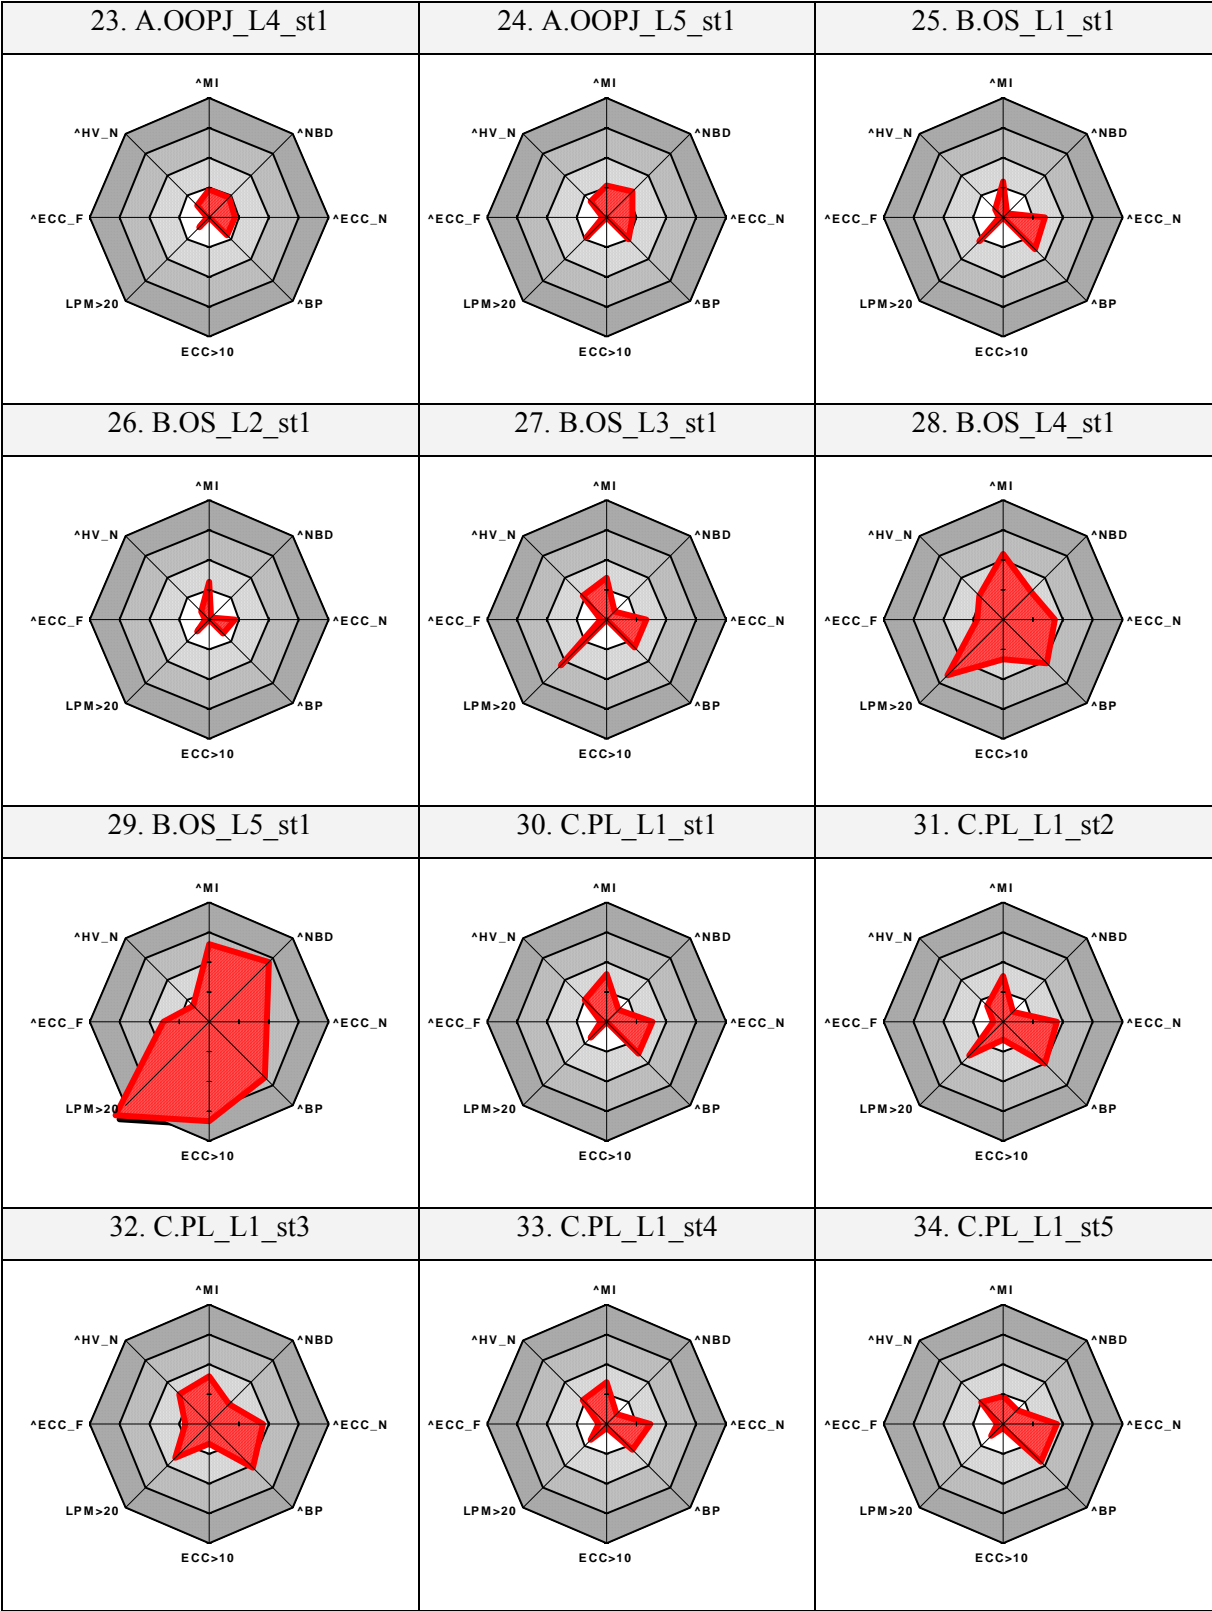 23. A.OOPJ_L4_st1
24. A.OOPJ_L5_st1
25. B.OS_L1_st1
^MI
^NBD
^ECC_N
^BP
ECC>10
LPM>20
^ECC_F
^HV_N
^MI
^NBD
^ECC_N
^BP
ECC>10
LPM>20
^ECC_F
^HV_N
^MI
^NBD
^ECC_N
^BP
ECC>10
LPM>20
^ECC_F
^HV_N
26. B.OS_L2_st1
27. B.OS_L3_st1
28. B.OS_L4_st1
^MI
^NBD
^ECC_N
^BP
ECC>10
LPM>20
^ECC_F
^HV_N
^MI
^NBD
^ECC_N
^BP
ECC>10
LPM>20
^ECC_F
^HV_N
^MI
^NBD
^ECC_N
^BP
ECC>10
LPM>20
^ECC_F
^HV_N
29. B.OS_L5_st1
30. C.PL_L1_st1
31. C.PL_L1_st2
^MI
^NBD
^ECC_N
^BP
ECC>10
LPM>20
^ECC_F
^HV_N
^MI
^NBD
^ECC_N
^BP
ECC>10
LPM>20
^ECC_F
^HV_N
^MI
^NBD
^ECC_N
^BP
ECC>10
LPM>20
^ECC_F
^HV_N
32. C.PL_L1_st3
33. C.PL_L1_st4
34. C.PL_L1_st5
^MI
^NBD
^ECC_N
^BP
ECC>10
LPM>20
^ECC_F
^HV_N
^MI
^NBD
^ECC_N
^BP
ECC>10
LPM>20
^ECC_F
^HV_N
^MI
^NBD
^ECC_N
^BP
ECC>10
LPM>20
^ECC_F
^HV_N